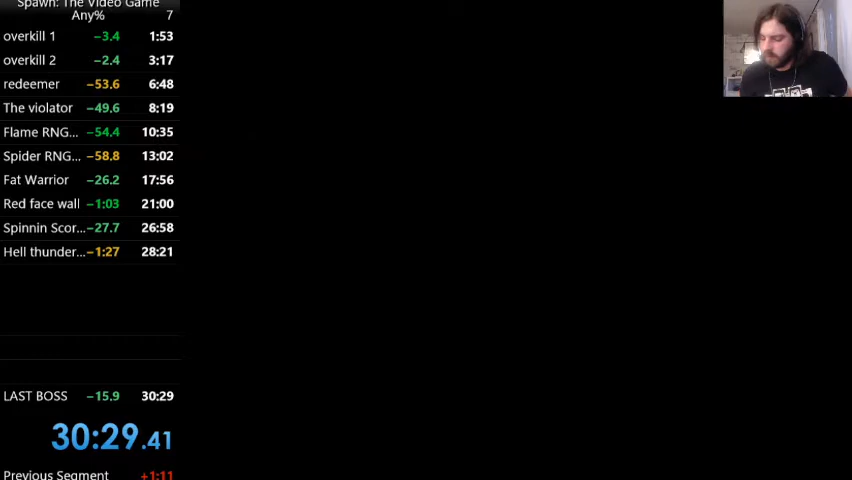 Spawn: The Video Game
Any% 7
overkill 1 −3.4 1:53
overkill 2 −2.4 3:17
redeemer −53.6 6:48
The violator −49.6 8:19
Flame RNG... −54.4 10:35
Spider RNG... −58.8 13:02
Fat Warrior −26.2 17:56
Red face wall −1:03 21:00
Spinnin Scor... −27.7 26:58
Hell thunder... −1:27 28:21
LAST BOSS −15.9 30:29
30:29.41
Previous Segment +1:11